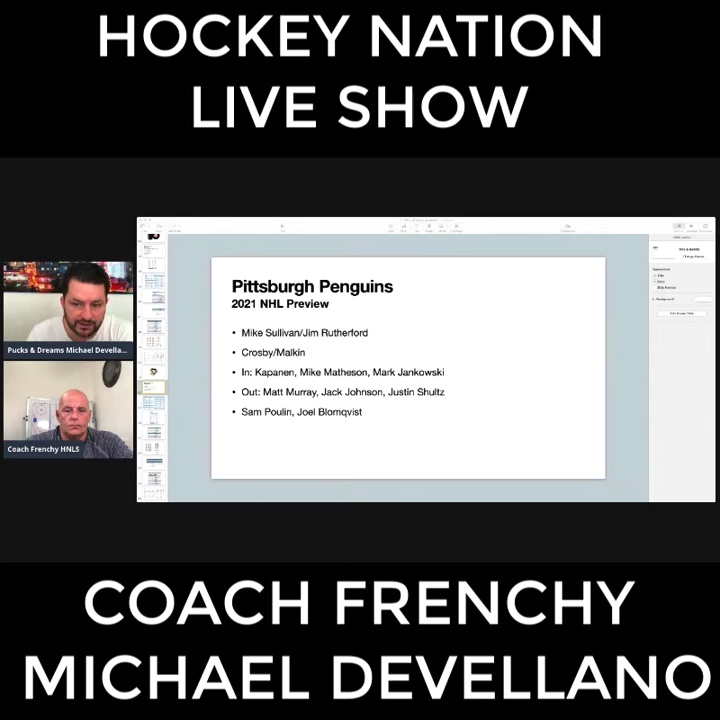 HOCKEY NATION
LIVE SHOW
Pittsburgh Penguins
2021 NHL Preview
• Mike Sullivan/Jim Rutherford
• Crosby/Malkin
• In: Kapanen, Mike Matheson, Mark Jankowski
• Out: Matt Murray, Jack Johnson, Justin Shultz
• Sam Poulin, Joel Blomqvist
Pucks & Dreams Michael Devella...
Coach Frenchy HNLS
COACH FRENCHY
MICHAEL DEVELLANO